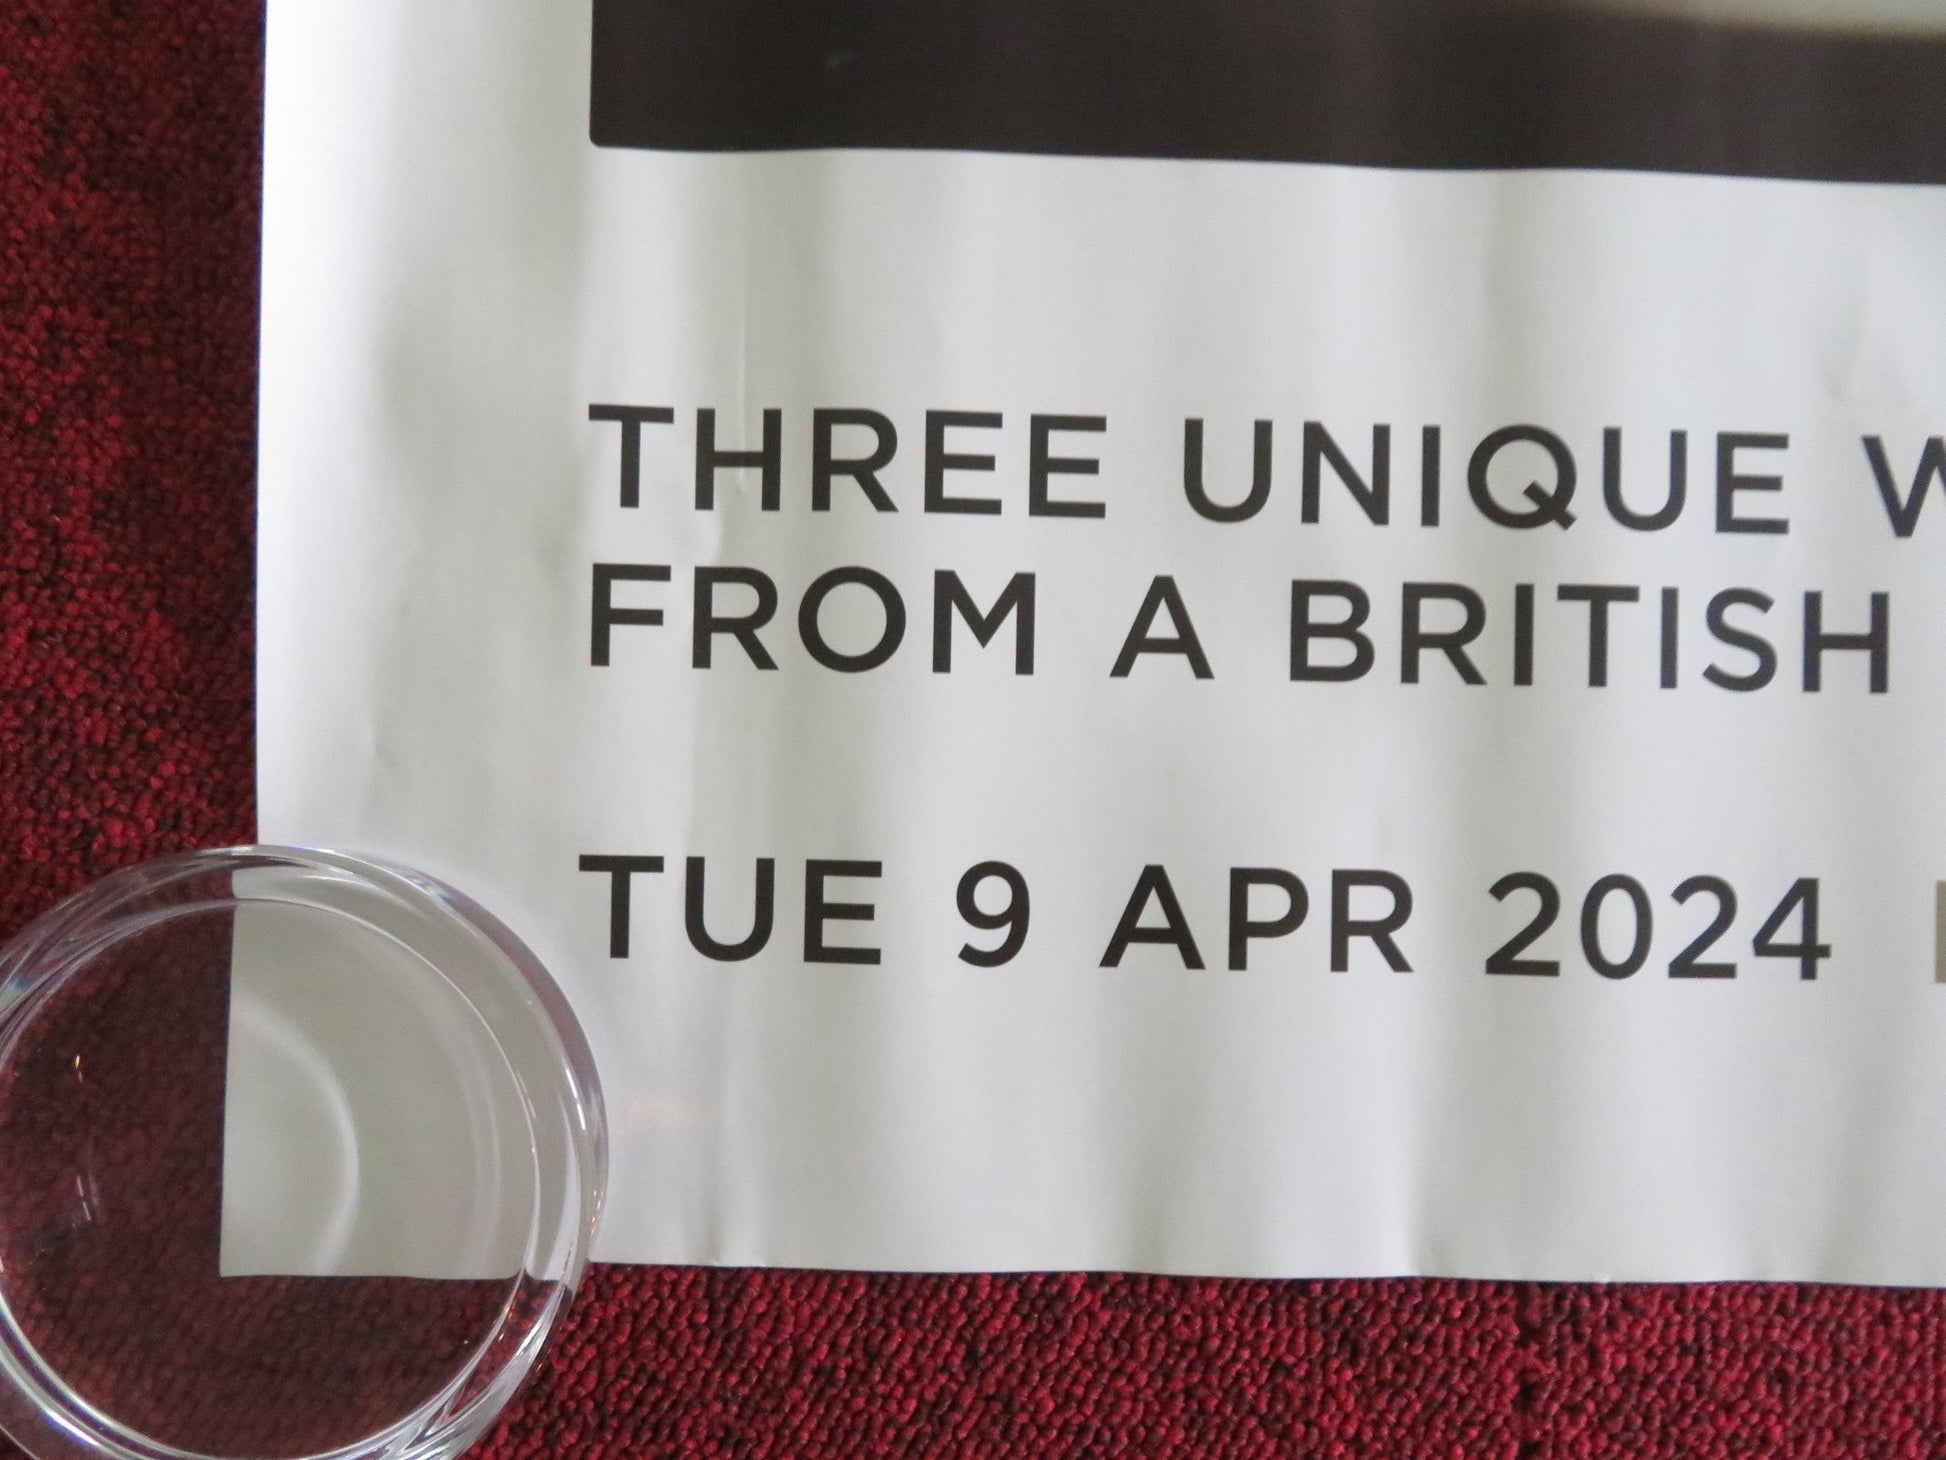 THREE UNIQUE
FROM A BRITISH
TUE 9 APR 2024